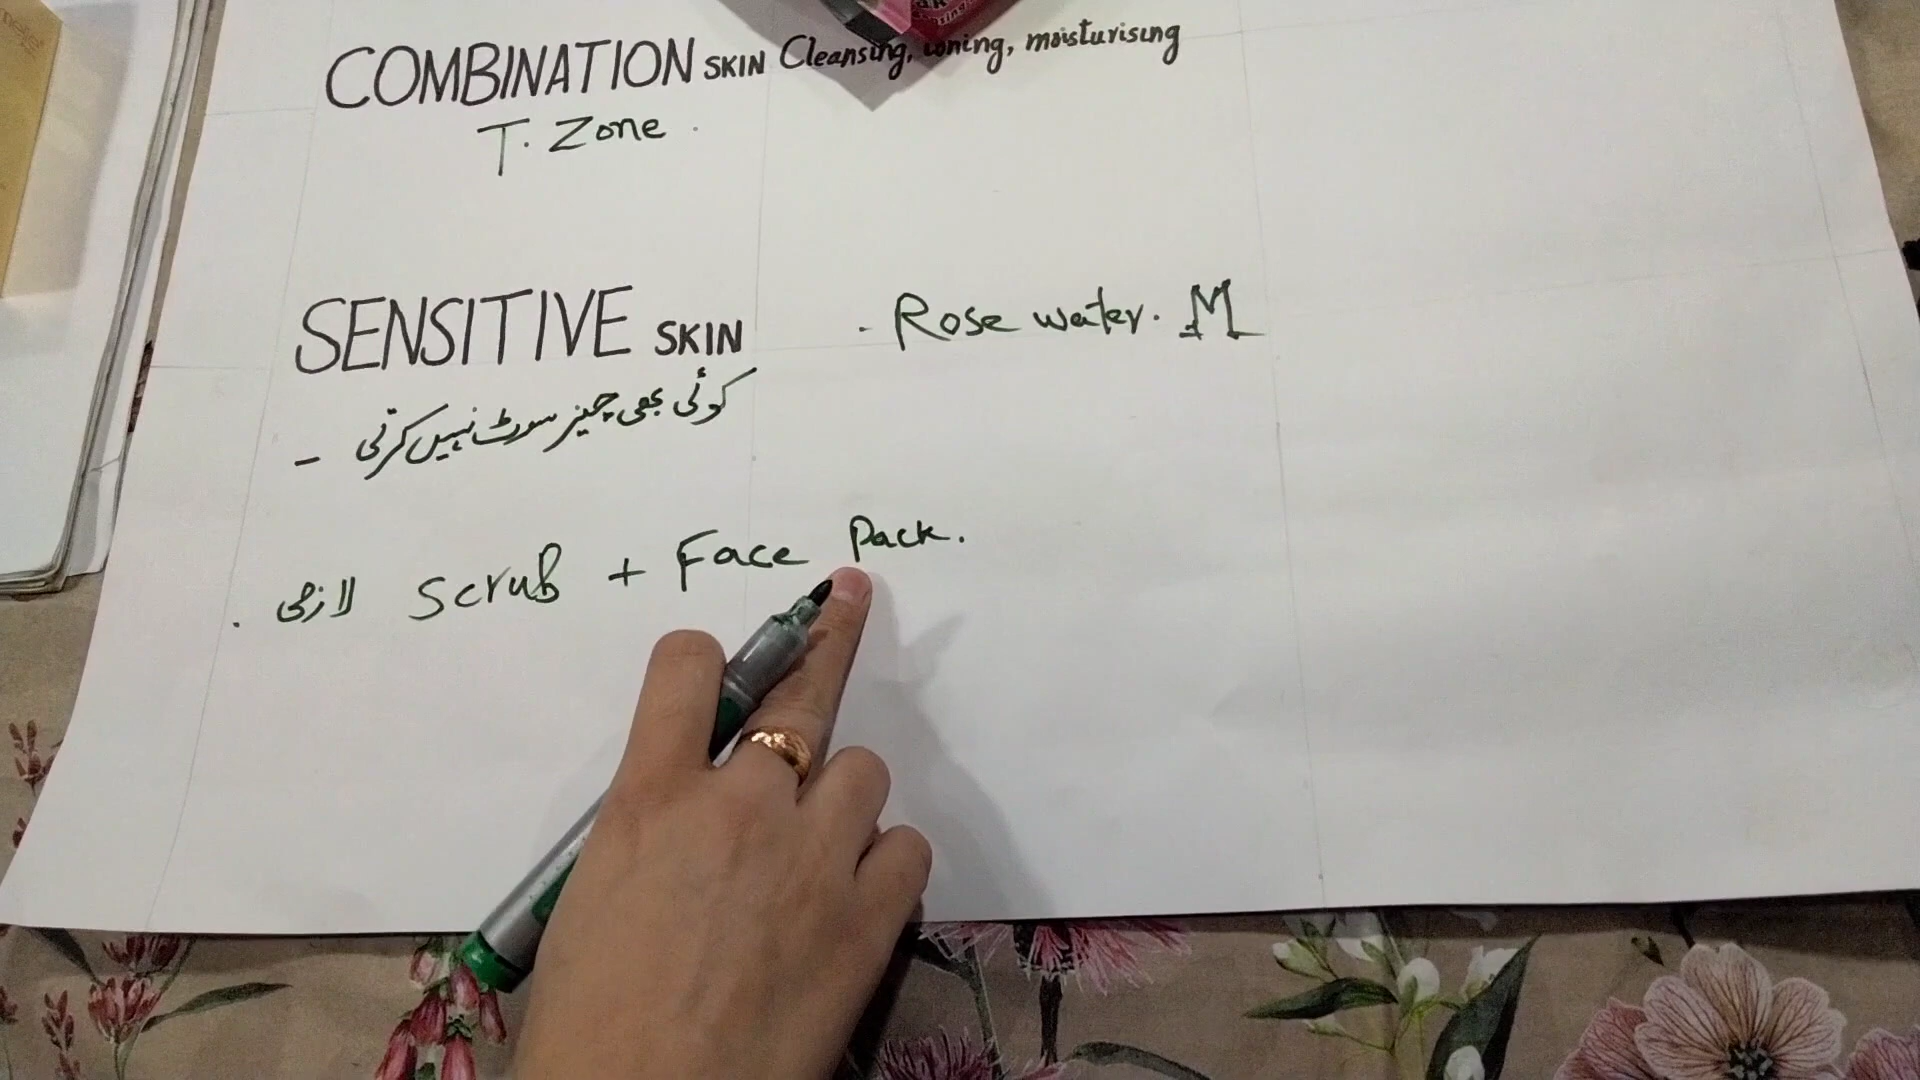 COMBINATION SKIN Cleansing, toning, moisturising
T. Zone
SENSITIVE SKIN . Rose water. M
کوئی بھی چیز سوٹ نہیں کرتی -
. لازمی Scrub + Face Pack.